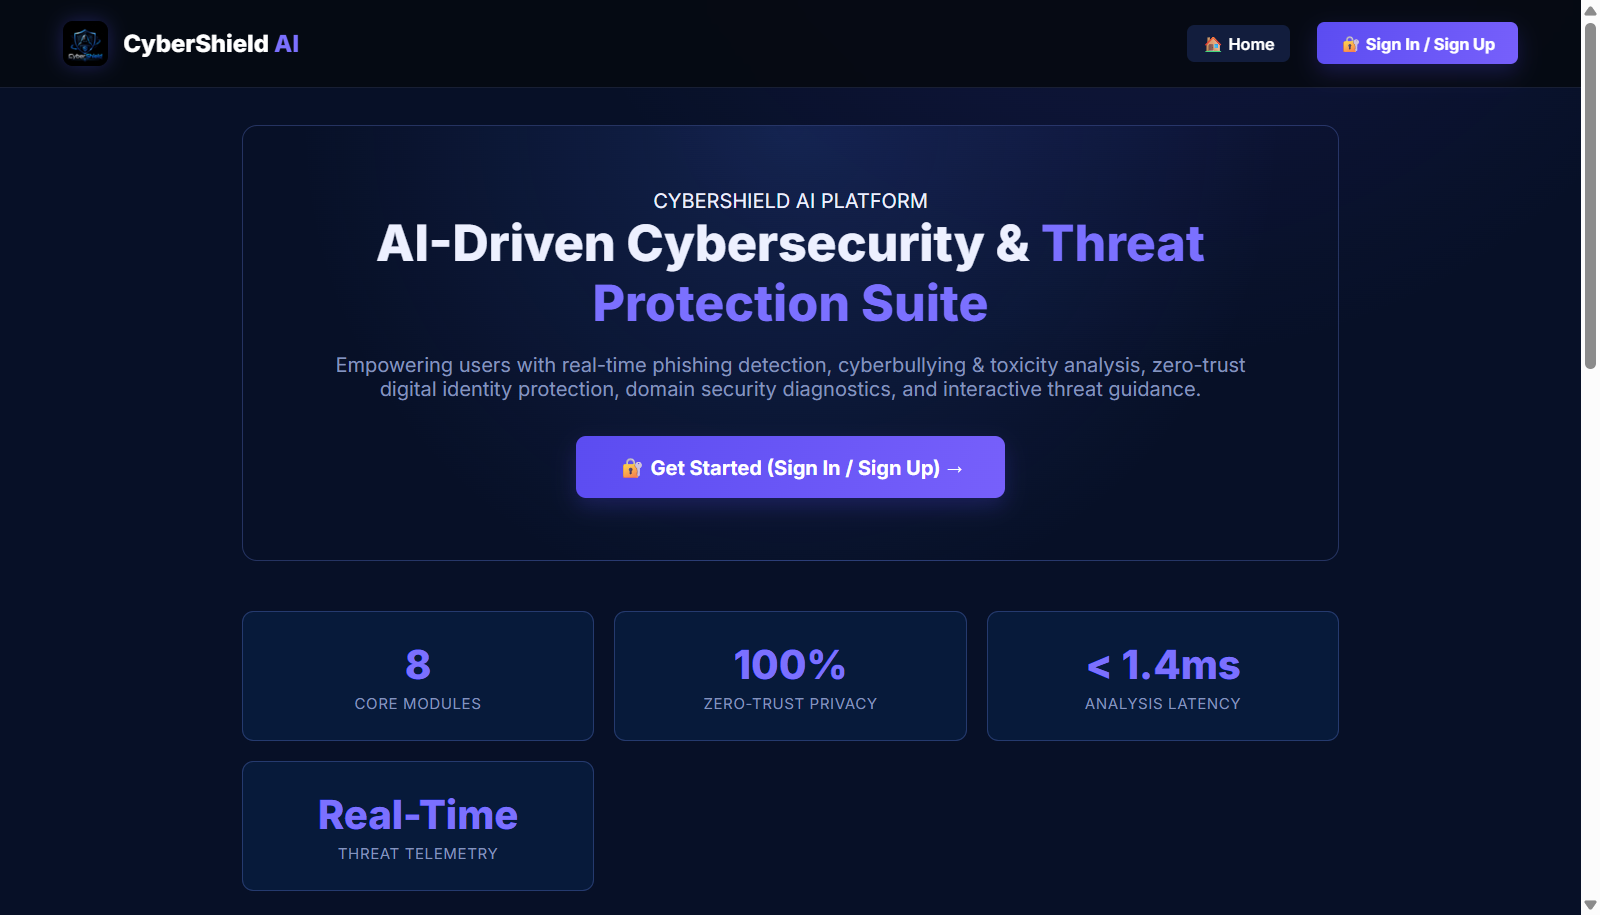 CyberShield
CyberShield AI
🏠 Home
🔐 Sign In / Sign Up
CYBERSHIELD AI PLATFORM
AI-Driven Cybersecurity & Threat
Protection Suite
Empowering users with real-time phishing detection, cyberbullying & toxicity analysis, zero-trust
digital identity protection, domain security diagnostics, and interactive threat guidance.
🔐 Get Started (Sign In / Sign Up) →
8
CORE MODULES
100%
ZERO-TRUST PRIVACY
< 1.4ms
ANALYSIS LATENCY
Real-Time
THREAT TELEMETRY